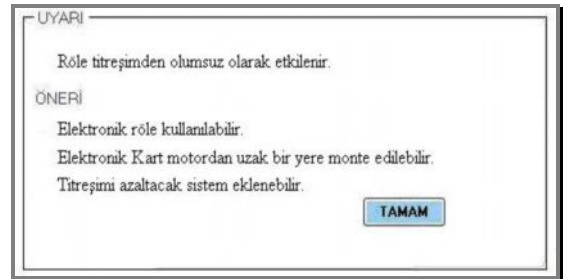 UYARI
Röle titreşimden olumsuz olarak etkilenir.
ÖNERİ
Elektronik röle kullanılabilir.
Elektronik Kart motordan uzak bir yere monte edilebilir.
Titreşimi azaltacak sistem eklenebilir.
TAMAM